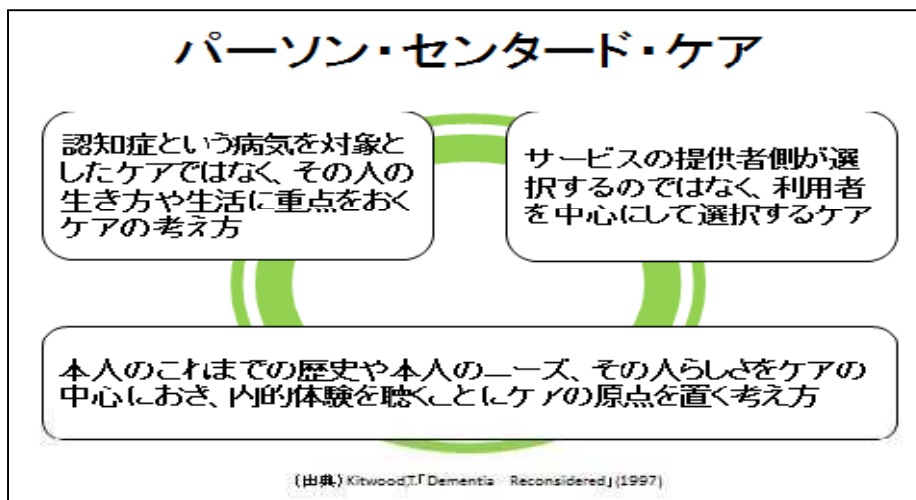 パーソン・センタード・ケア
認知症という病気を対象と
したケアではなく、その人の
生き方や生活に重点をおく
ケアの考え方
サービスの提供者側が選
択するのではなく、利用者
を中心にして選択するケア
本人のこれまでの歴史や本人のニーズ、その人らしさをケアの
中心におき、内的体験を聴くことにケアの原点を置く考え方
(出典) Kitwood,T.「Dementia Reconsidered」(1997)